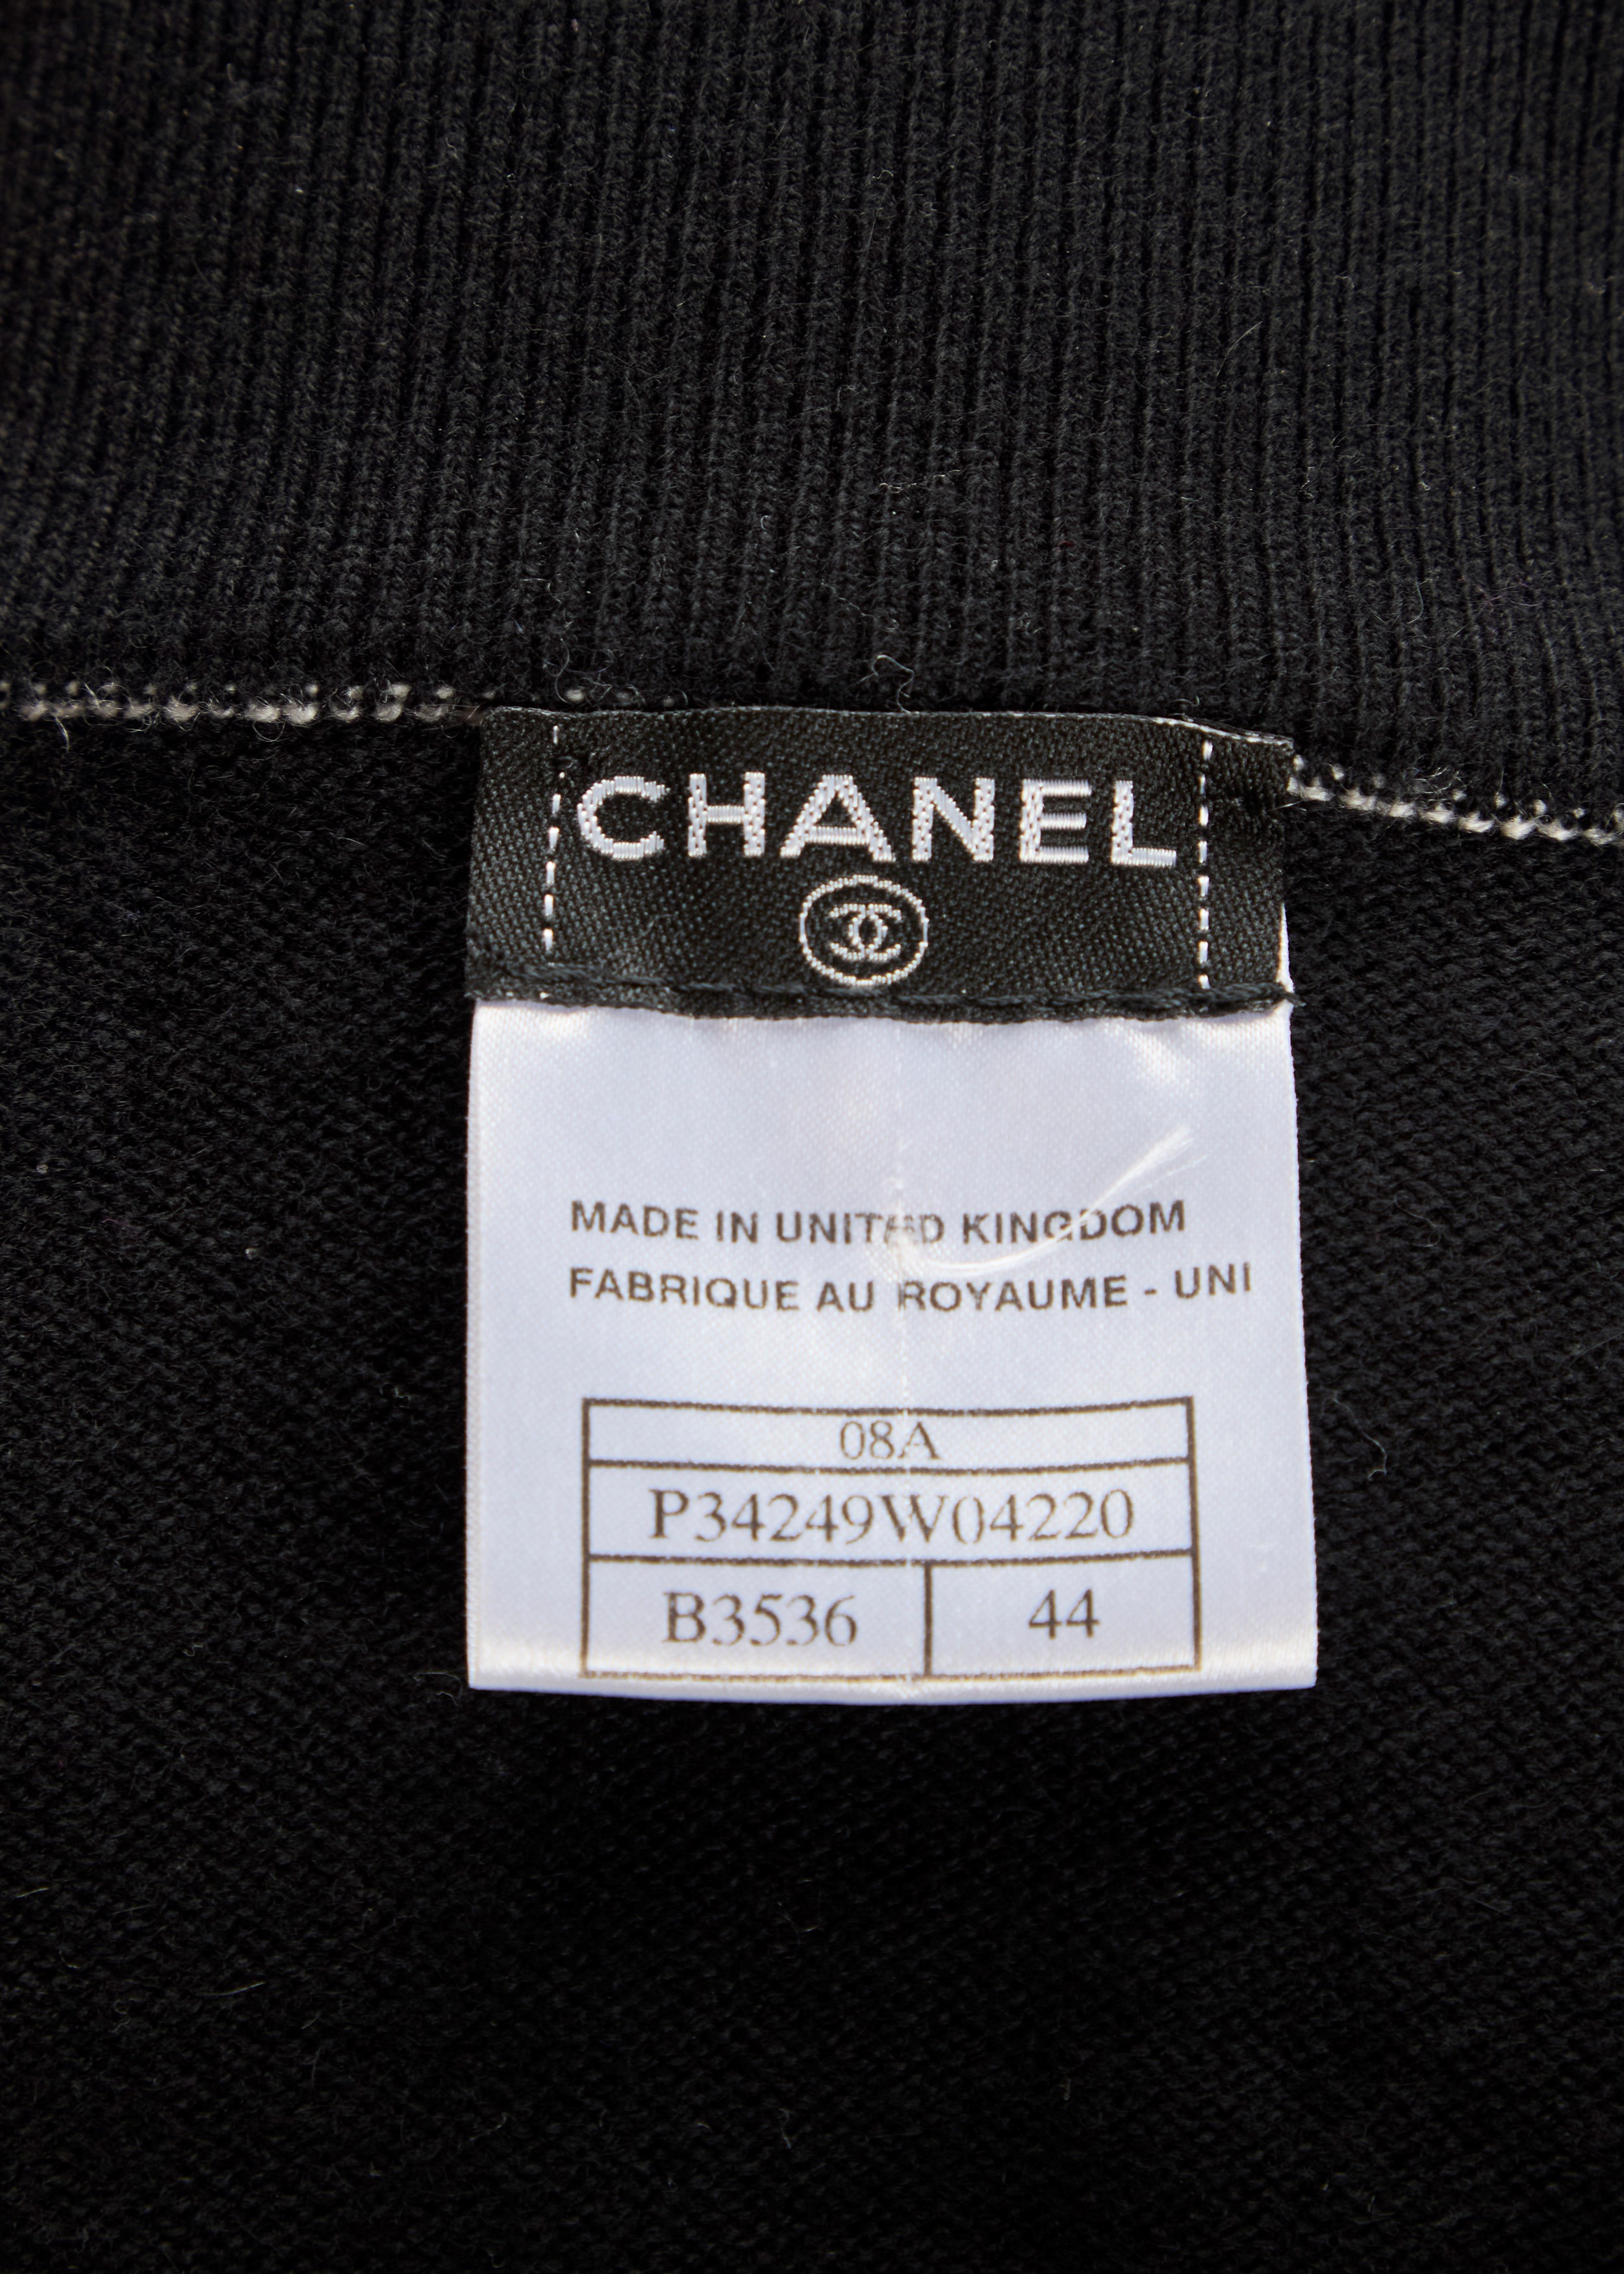 CHANEL
MADE IN UNITED KINGDOM
FABRIQUE AU ROYAUME - UNI
08A
P34249W04220
B3536 44